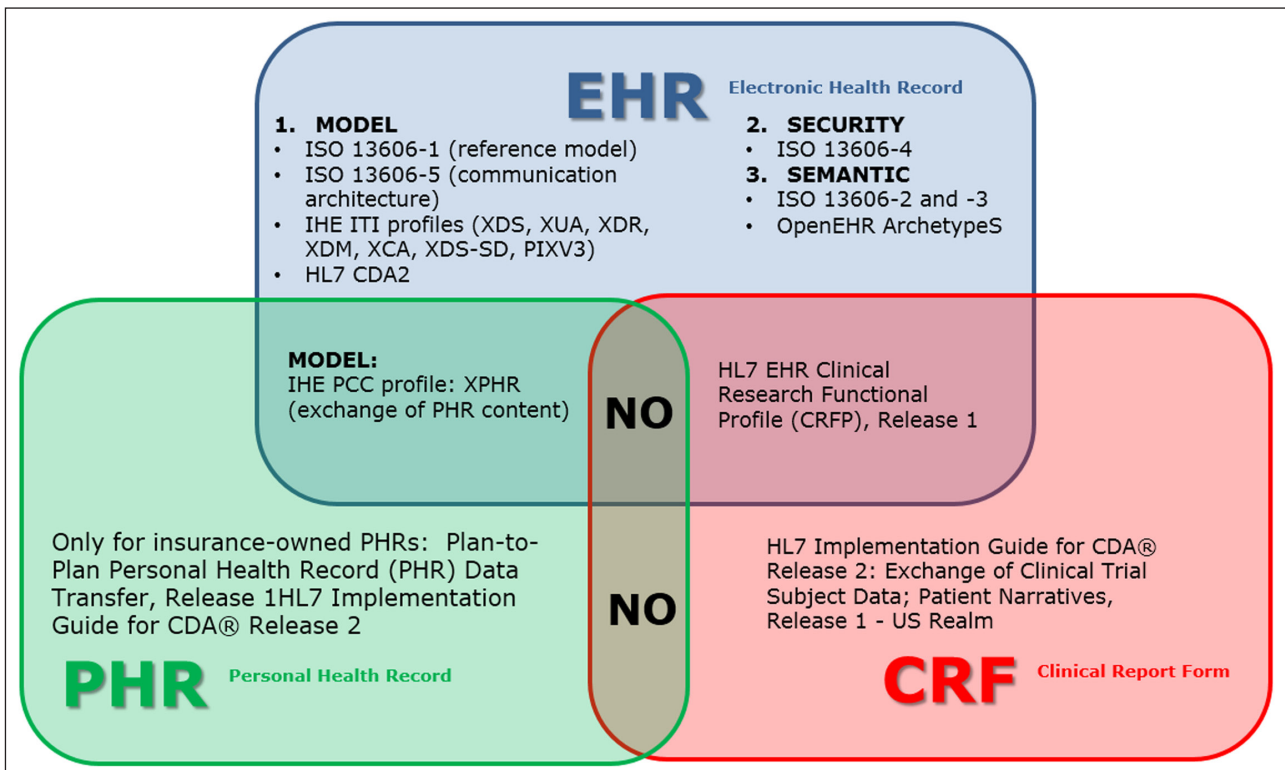 EHR Electronic Health Record
1. MODEL
• ISO 13606-1 (reference model)
• ISO 13606-5 (communication
architecture)
• IHE ITI profiles (XDS, XUA, XDR,
XDM, XCA, XDS-SD, PIXV3)
• HL7 CDA2
2. SECURITY
• ISO 13606-4
3. SEMANTIC
• ISO 13606-2 and -3
• OpenEHR ArchetypeS
MODEL:
IHE PCC profile: XPHR
(exchange of PHR content)
NO
HL7 EHR Clinical
Research Functional
Profile (CRFP), Release 1
Only for insurance-owned PHRs: Plan-to-
Plan Personal Health Record (PHR) Data
Transfer, Release 1HL7 Implementation
Guide for CDA® Release 2
NO
HL7 Implementation Guide for CDA®
Release 2: Exchange of Clinical Trial
Subject Data; Patient Narratives,
Release 1 - US Realm
PHR Personal Health Record
CRF Clinical Report Form